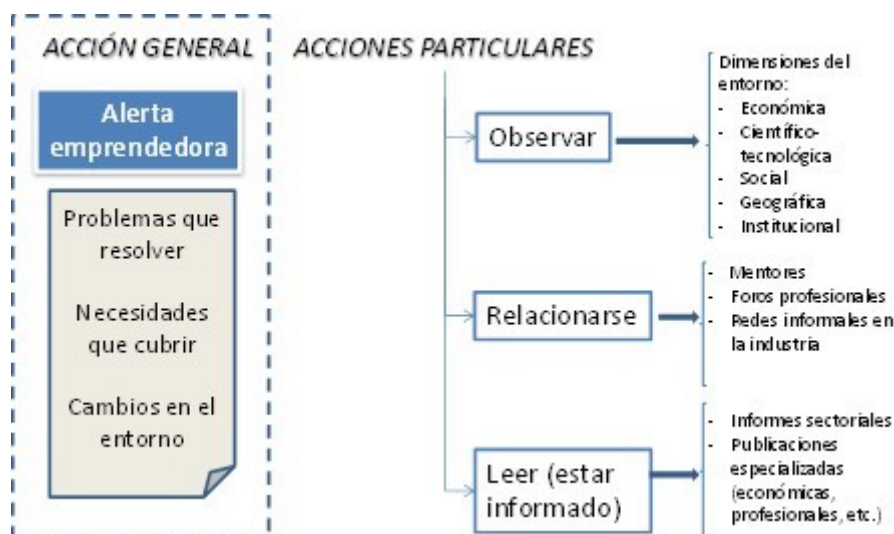 ACCIÓN GENERAL
Alerta
emprendedora
Problemas que
resolver
Necesidades
que cubrir
Cambios en el
entorno
ACCIONES PARTICULARES
Observar
Dimensiones del
entorno:
- Económica
- Científico-
tecnológica
- Social
- Geográfica
- Institucional
Relacionarse
- Mentores
- Foros profesionales
- Redes informales en
la industria
Leer (estar
informado)
- Informes sectoriales
- Publicaciones
especializadas
(económicas,
profesionales, etc.)